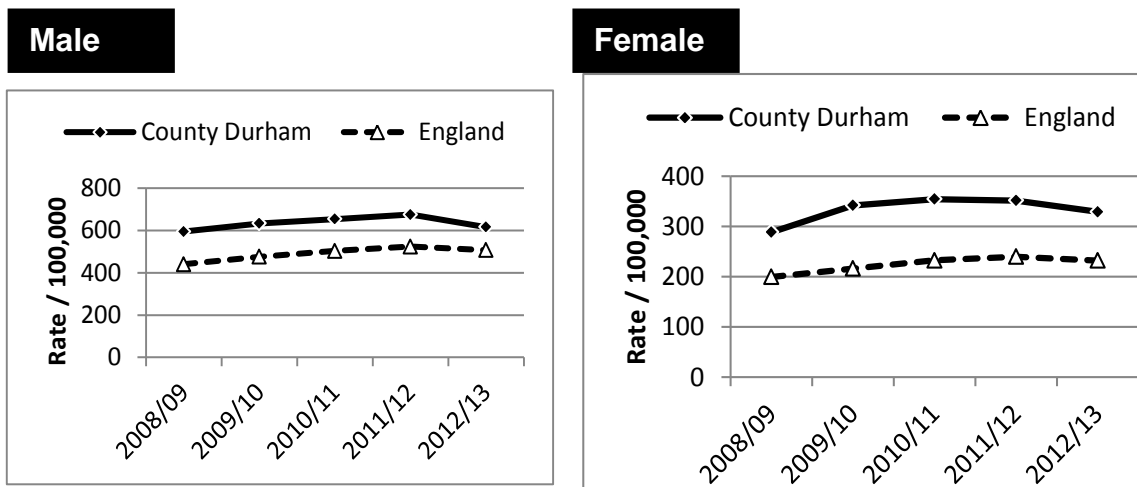 Male
County Durham
England
Rate / 100,000
800
600
400
200
0
2008/09
2009/10
2010/11
2011/12
2012/13
Female
County Durham
England
Rate / 100,000
400
300
200
100
0
2008/09
2009/10
2010/11
2011/12
2012/13